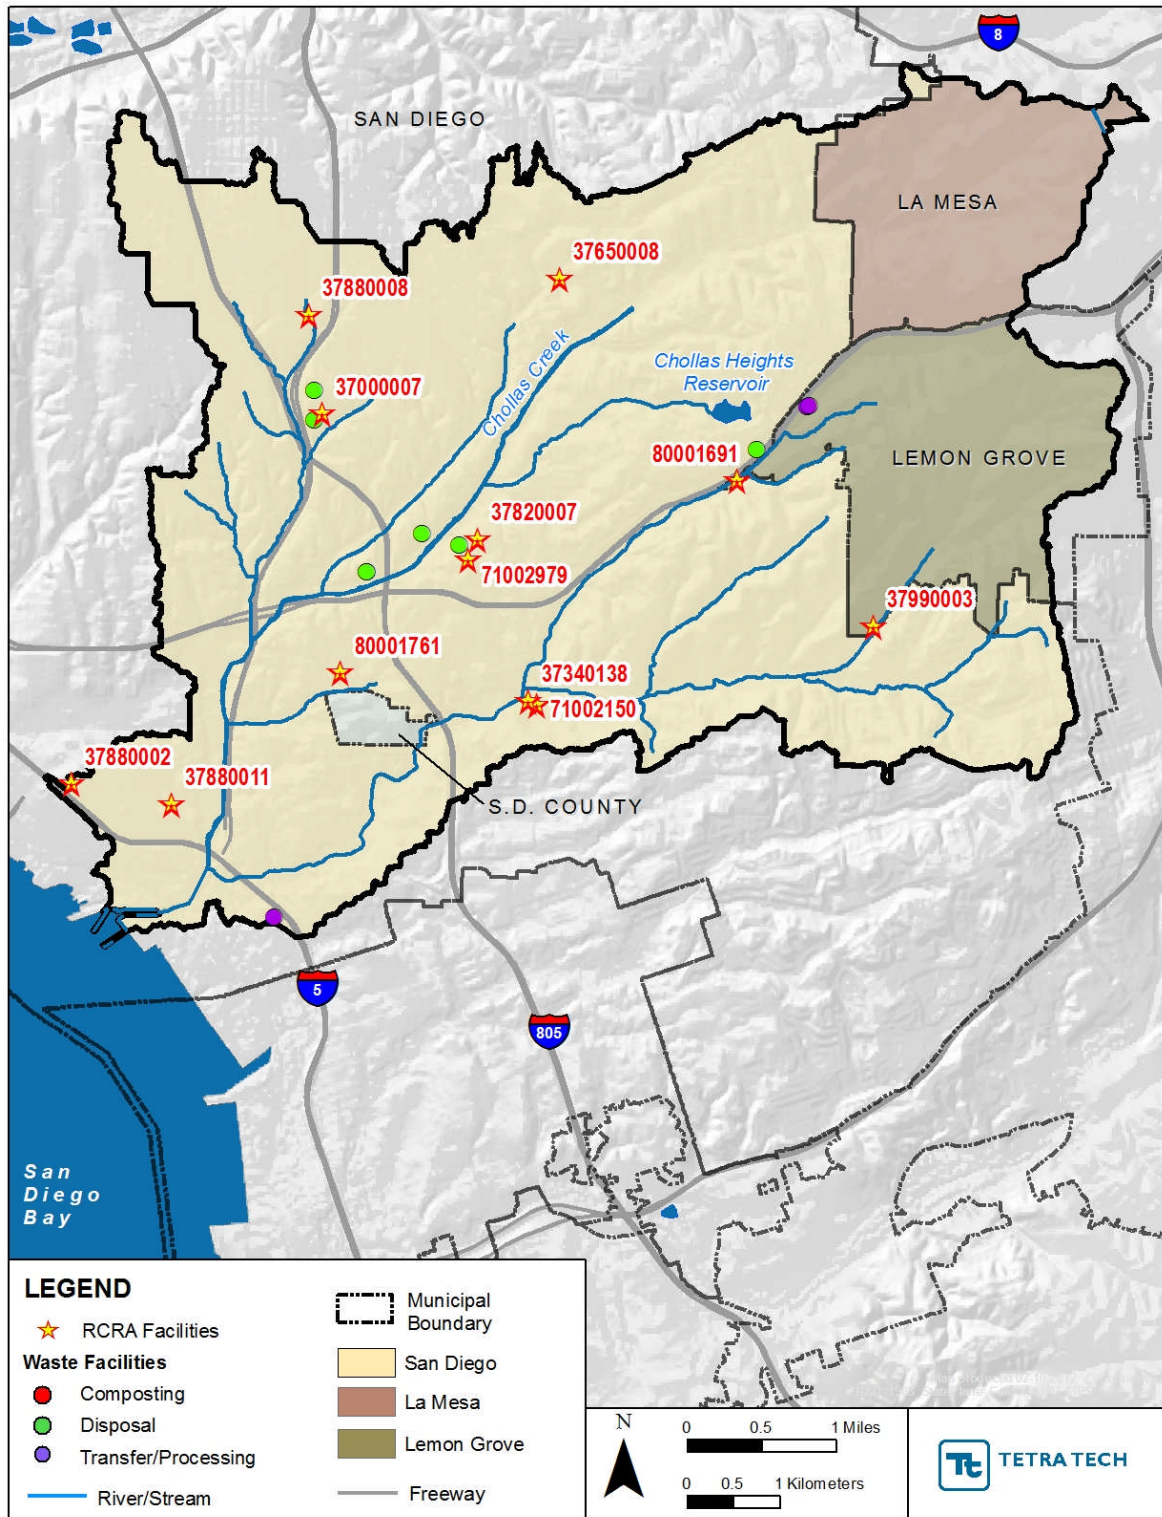 8
SAN DIEGO
LA MESA
37650008
37880008
Chollas Creek
Chollas Heights
Reservoir
37000007
80001691
LEMON GROVE
37820007
71002979
37990003
80001761
37340138
71002150
37880002
37880011
S.D. COUNTY
5
805
San
Diego
Bay
LEGEND
RCRA Facilities
Waste Facilities
Composting
Disposal
Transfer/Processing
River/Stream
Municipal
Boundary
San Diego
La Mesa
Lemon Grove
Freeway
N
0 0.5 1 Miles
0 0.5 1 Kilometers
Tt
TETRA TECH